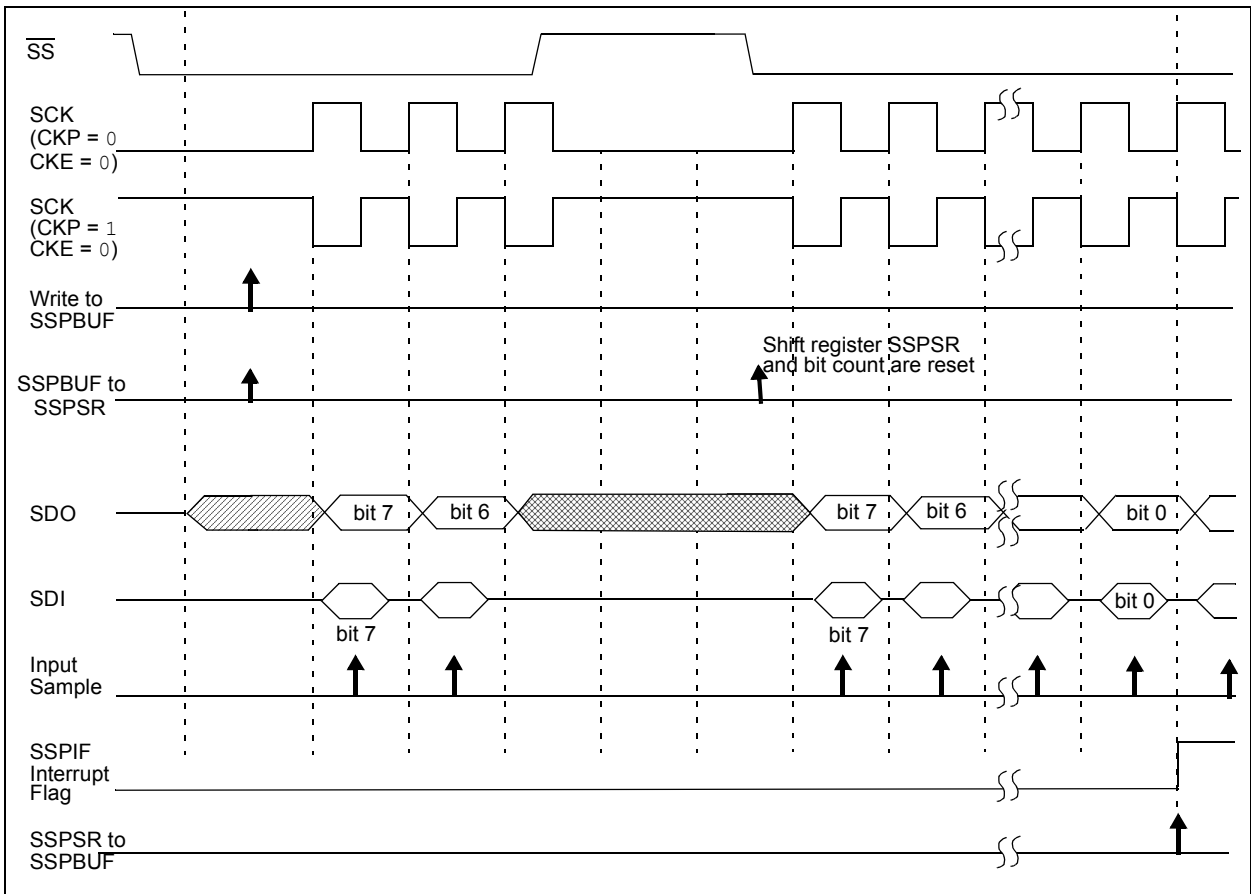 SS
SCK
(CKP = 0
CKE = 0)
SCK
(CKP = 1
CKE = 0)
Write to
SSPBUF
Shift register SSPSR
and bit count are reset
SSPBUF to
SSPSR
SDO
bit 7
bit 6
bit 7
bit 6
bit 0
SDI
bit 0
bit 7
bit 7
Input
Sample
SSPIF
Interrupt
Flag
SSPSR to
SSPBUF